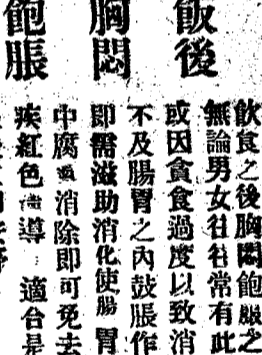 飯後
胸悶
飽脹
飲食之後胸悶飽脹之
無論男女往往常有此
或因貪食過度以致消
不及腸胃之內鼓脹作
即需滋助消化使腸胃
中腐 消除即可免去
疾紅色 導 適合是